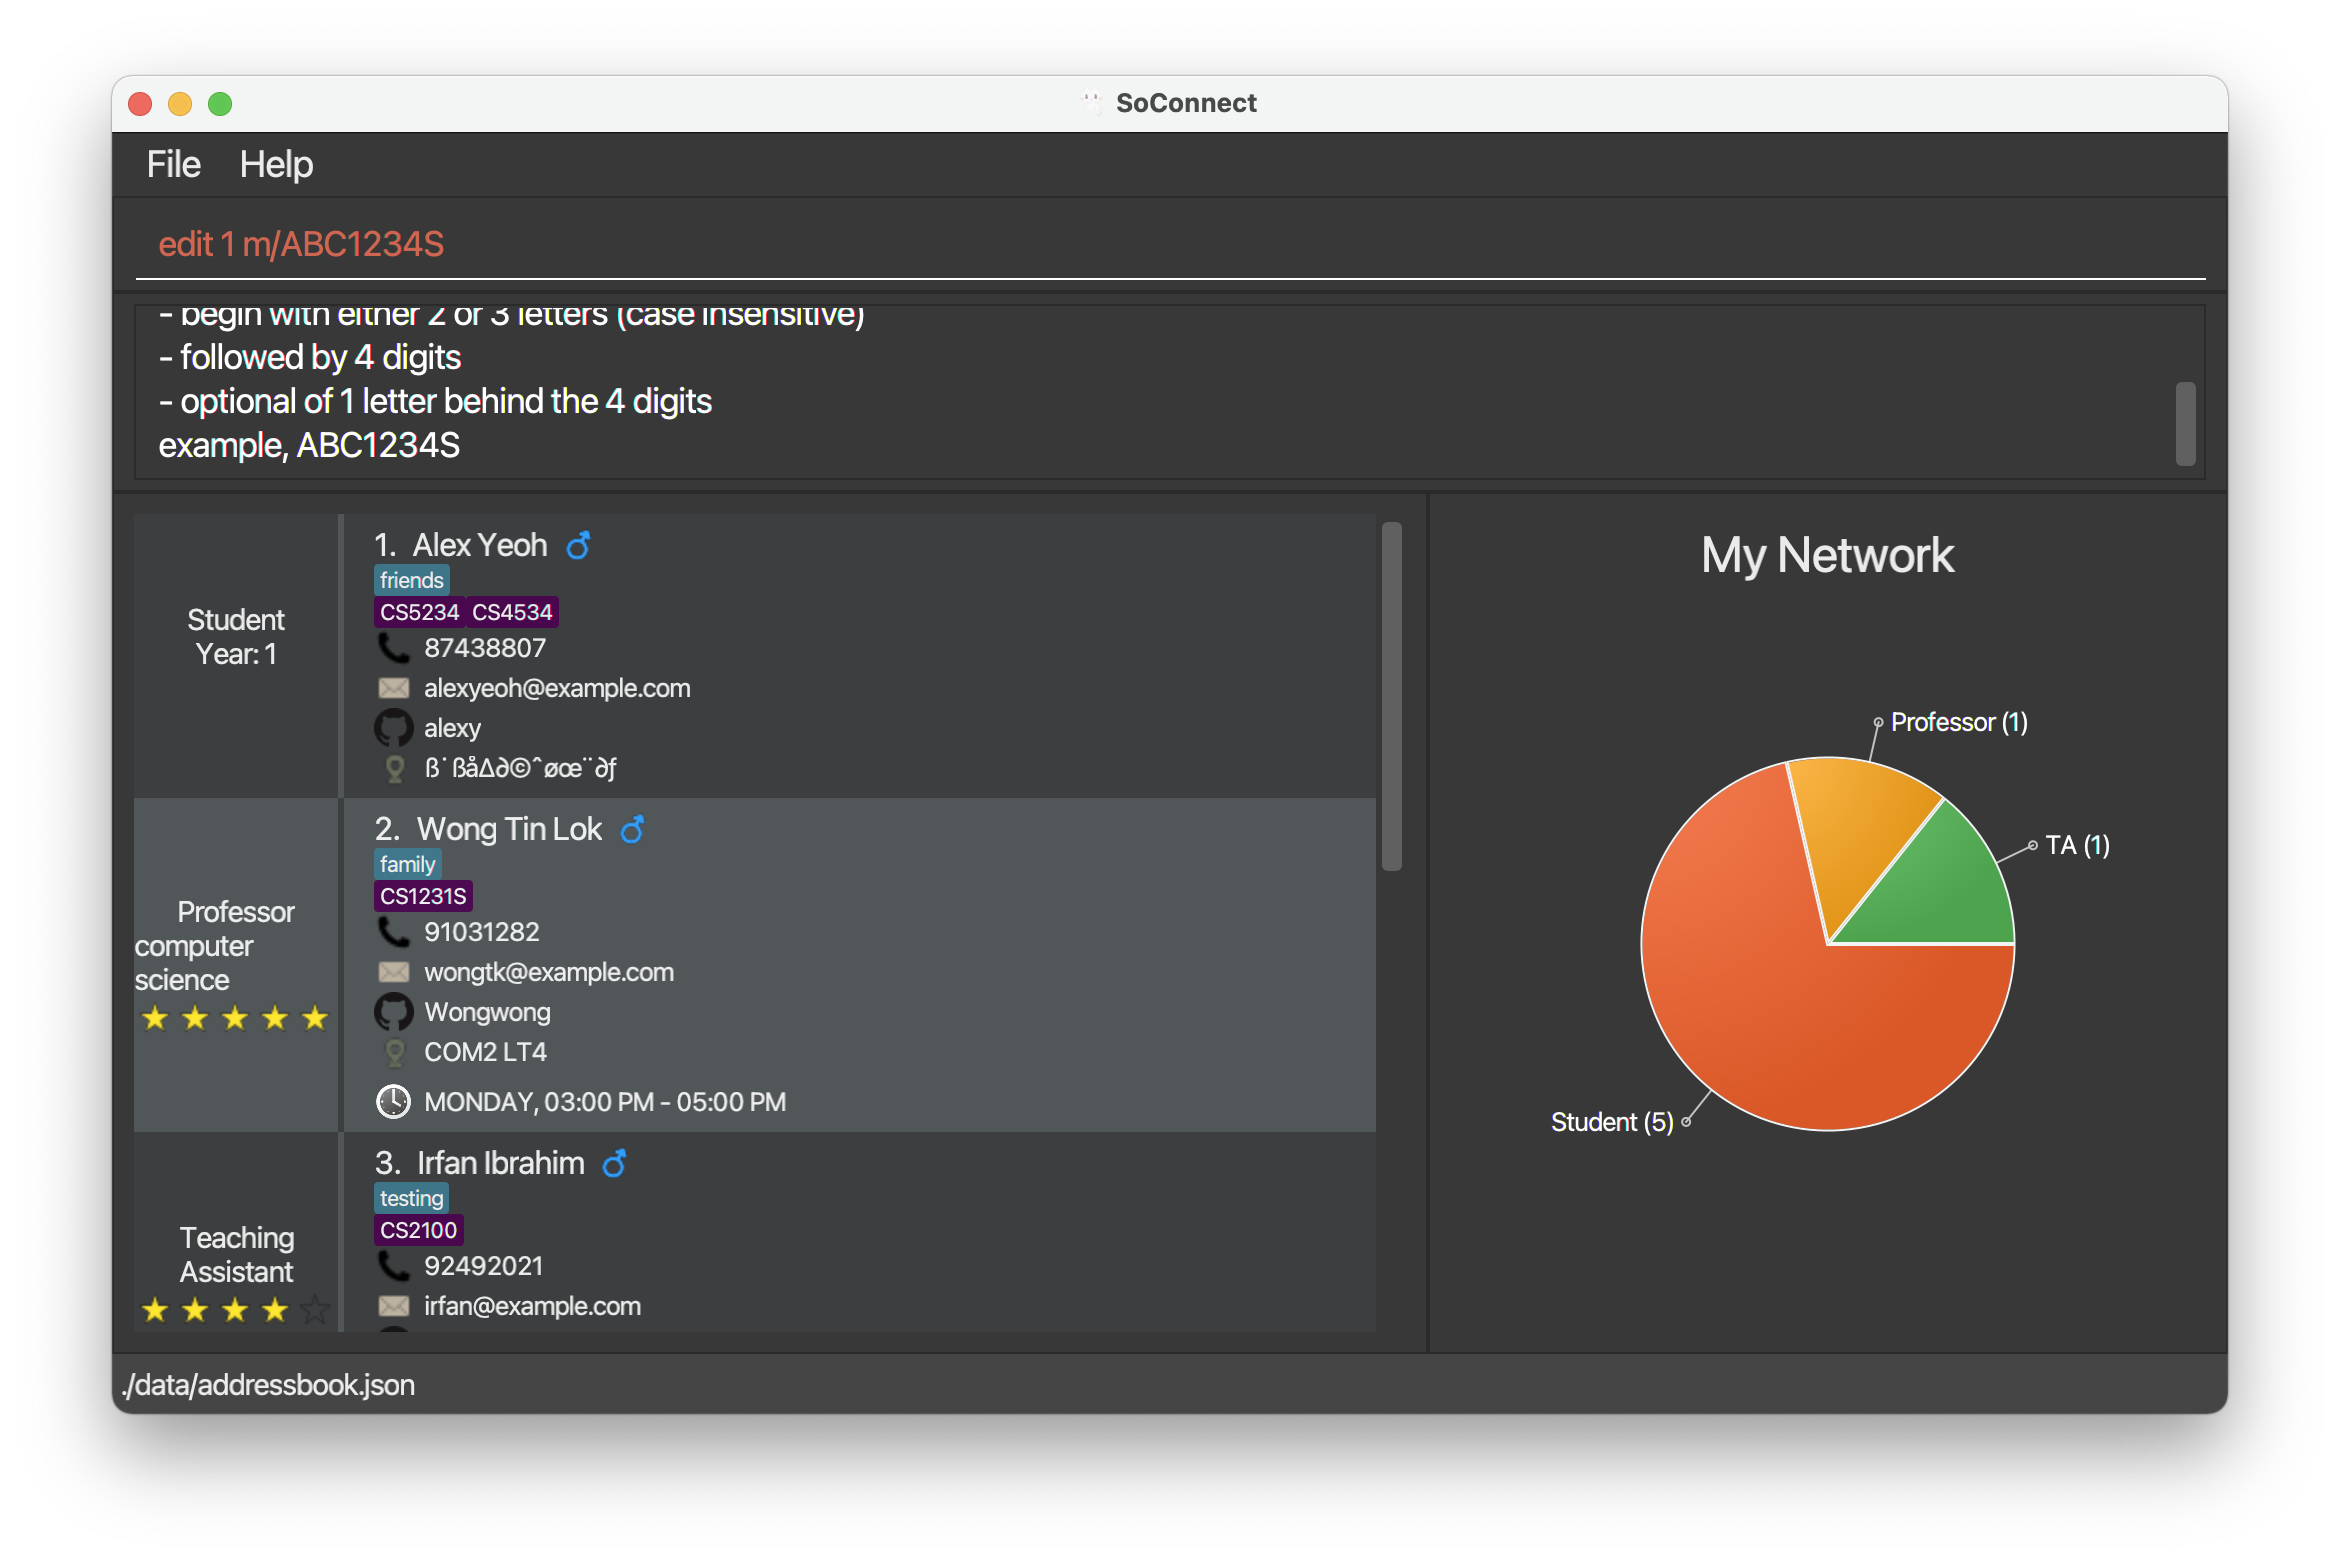 SoConnect
File Help
edit 1 m/ABC1234S
- begin with either 2 or 3 letters (case insensitive)
- followed by 4 digits
- optional of 1 letter behind the 4 digits
example, ABC1234S
Student
Year: 1
1. Alex Yeoh
friends
CS5234 CS4534
87438807
alexyeoh@example.com
alexy
ß˙ßå∆∂©ˆøœ¨∂ƒ
Professor
computer
science
2. Wong Tin Lok
family
CS1231S
91031282
wongtk@example.com
Wongwong
COM2 LT4
MONDAY, 03:00 PM - 05:00 PM
Teaching
Assistant
3. Irfan Ibrahim
testing
CS2100
92492021
irfan@example.com
My Network
Professor (1)
TA (1)
Student (5)
./data/addressbook.json